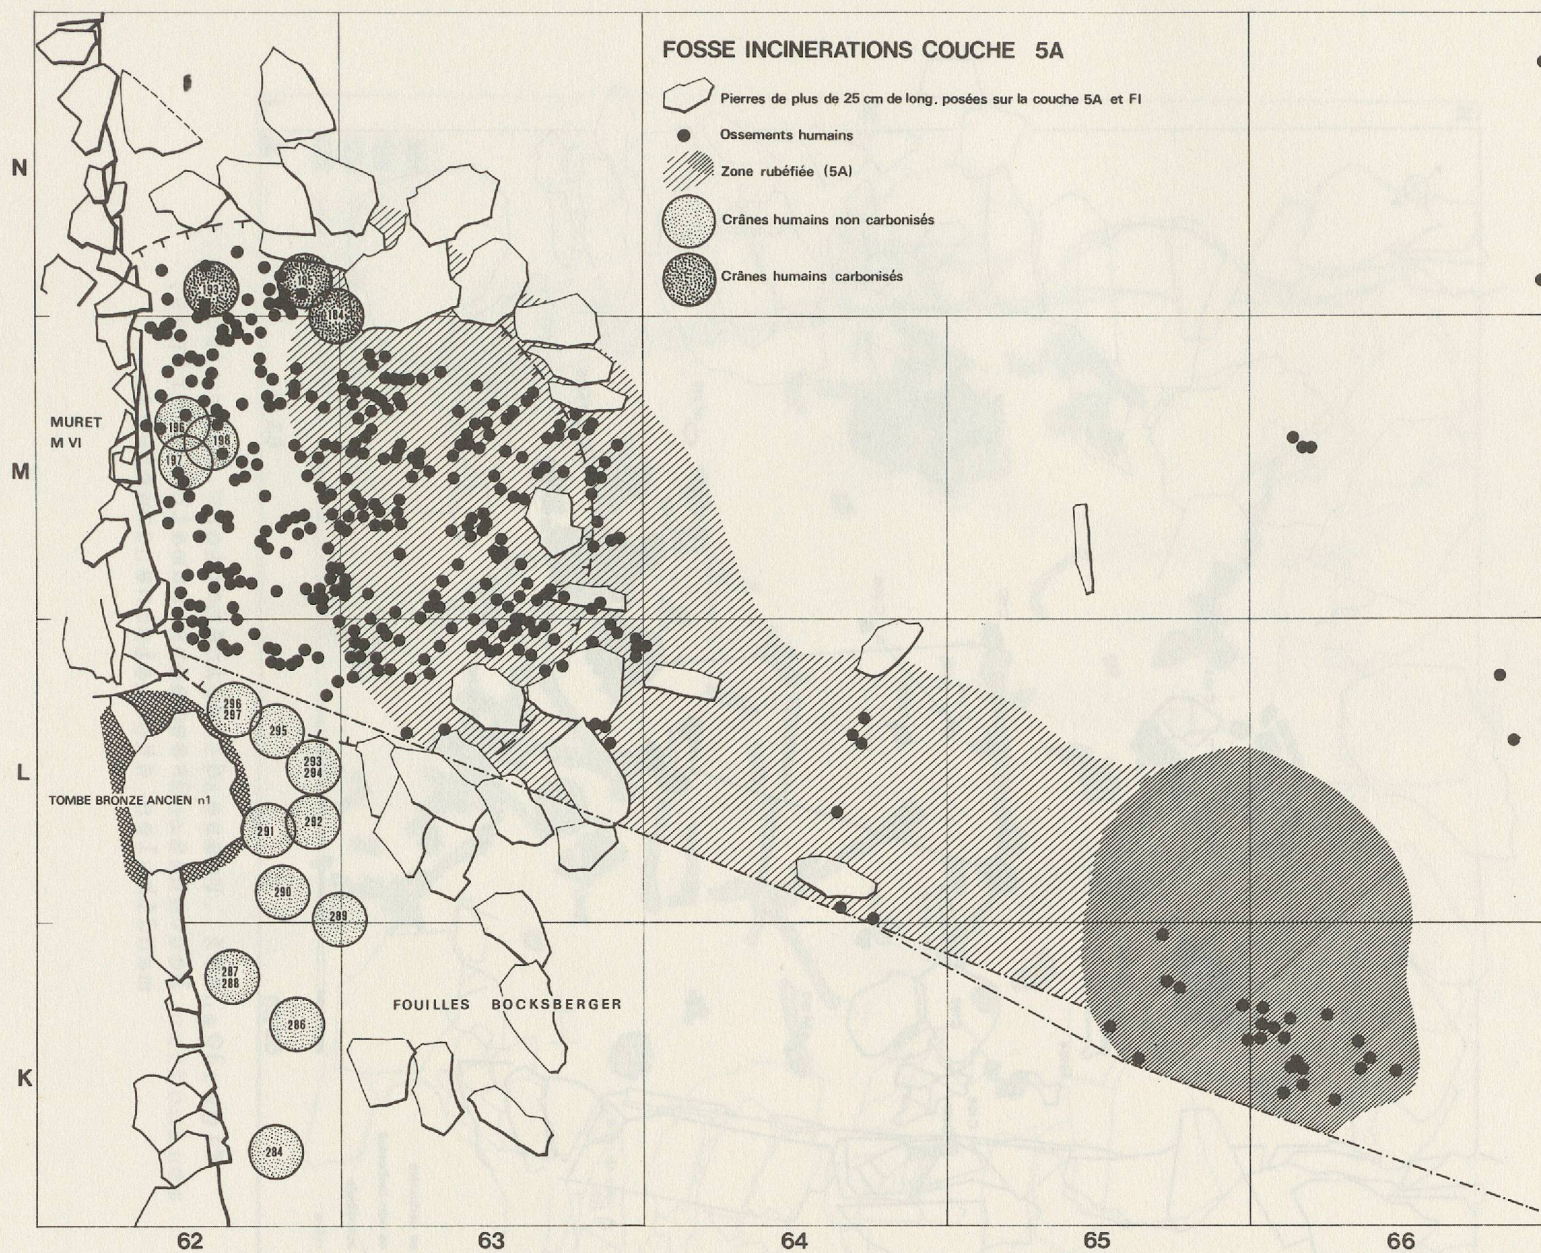 FOSSE INCINERATIONS COUCHE 5A
Pierres de plus de 25 cm de long, posées sur la couche 5A et FI
Ossements humains
Zone rubéfiée (5A)
Crânes humains non carbonisés
Crânes humains carbonisés
N
193
185
184
MURET
M VI
196
198
197
M
296
297
295
293
294
L
TOMBE BRONZE ANCIEN n1
291
292
290
289
287
288
FOUILLES BOCKSBERGER
286
K
284
62
63
64
65
66